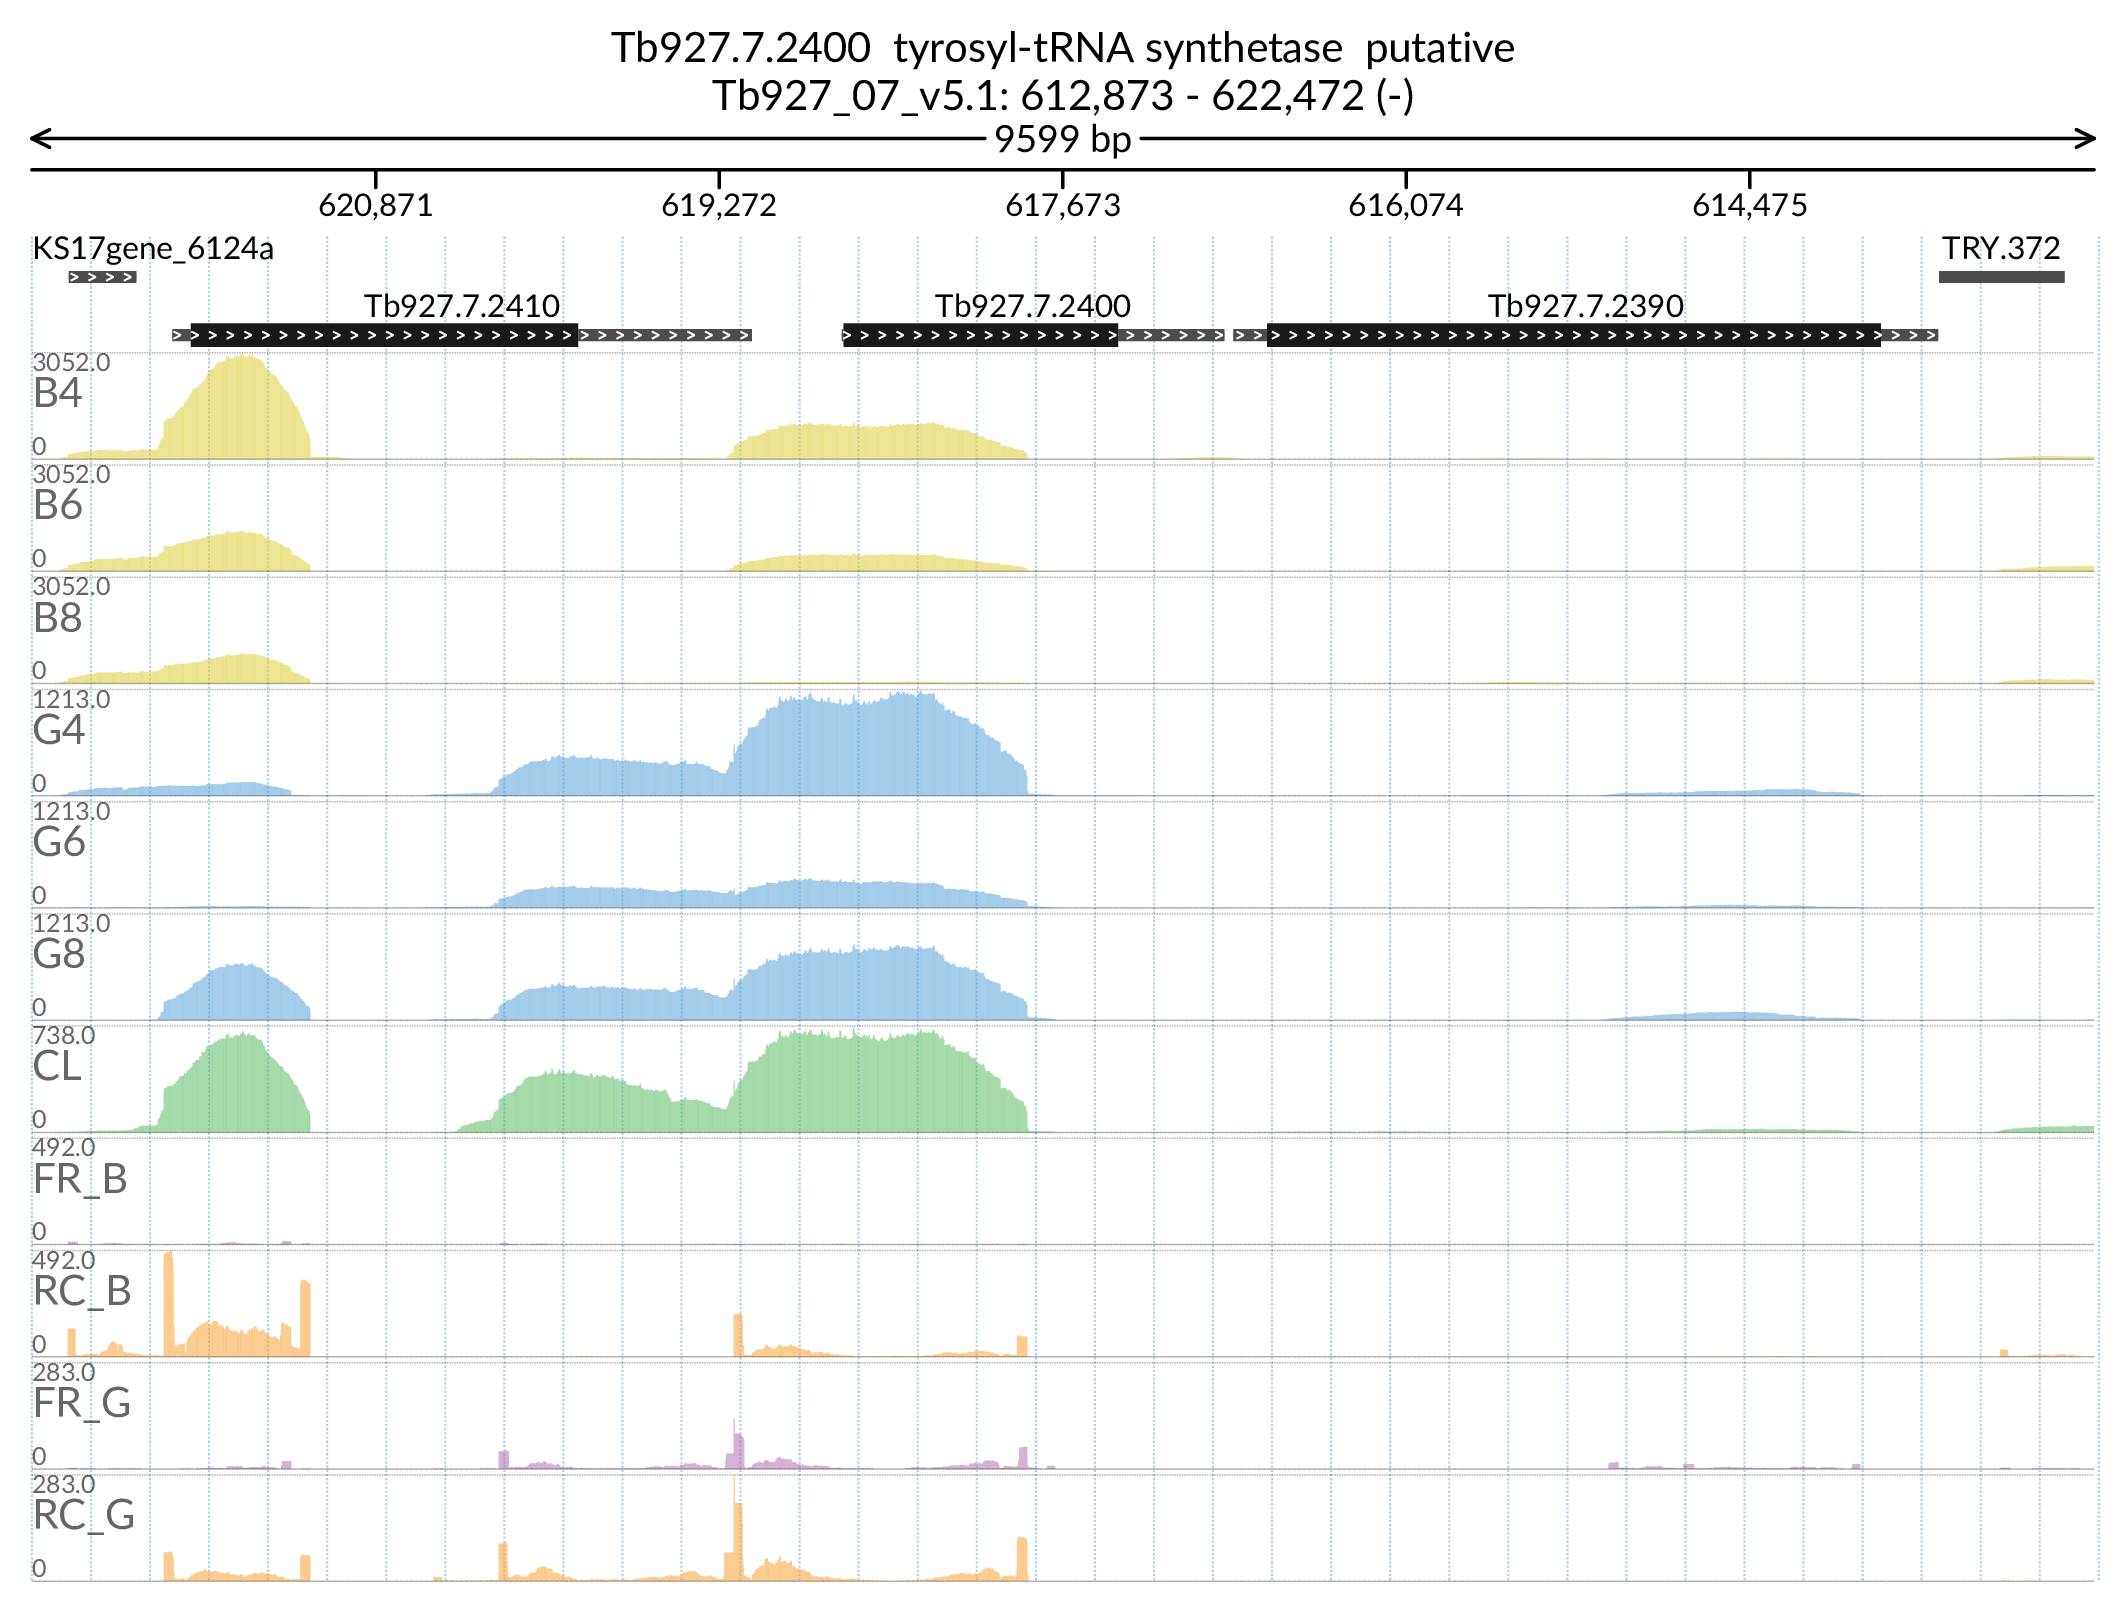 Tb927.7.2400 tyrosyl-tRNA synthetase putative
Tb927_07_v5.1: 612,873 - 622,472 (-)
9599 bp
620,871 619,272 617,673 616,074 614,475
KS17gene_6124a TRY.372
Tb927.7.2410 Tb927.7.2400 Tb927.7.2390
3052.0
B4
0
3052.0
B6
0
3052.0
B8
0
1213.0
G4
0
1213.0
G6
0
1213.0
G8
0
738.0
CL
0
492.0
FR_B
0
492.0
RC_B
0
283.0
FR_G
0
283.0
RC_G
0